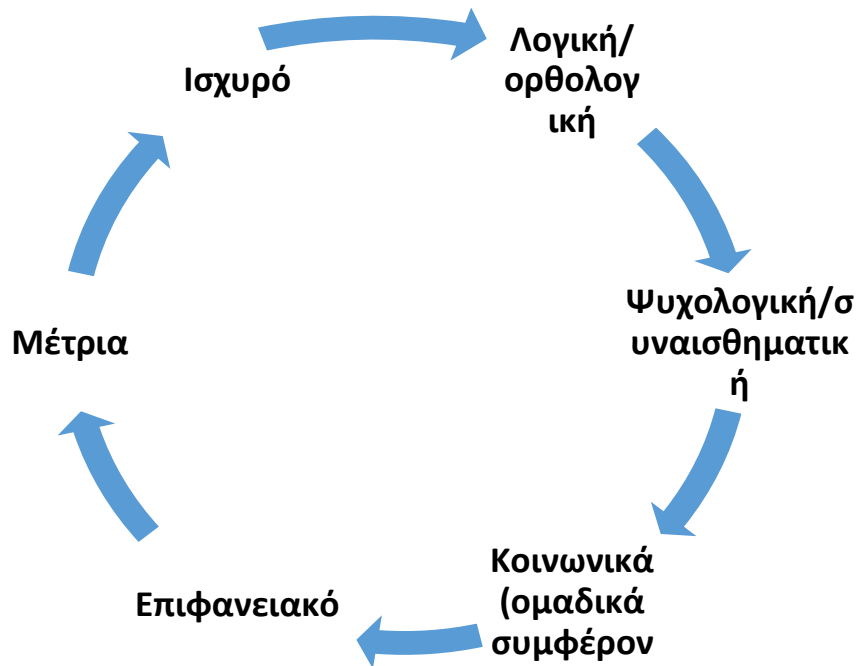 Λογική/
ορθολογ
ική
Ψυχολογική/σ
υναισθηματικ
ή
Κοινωνικά
(ομαδικά
συμφέρον
Επιφανειακό
Μέτρια
Ισχυρό